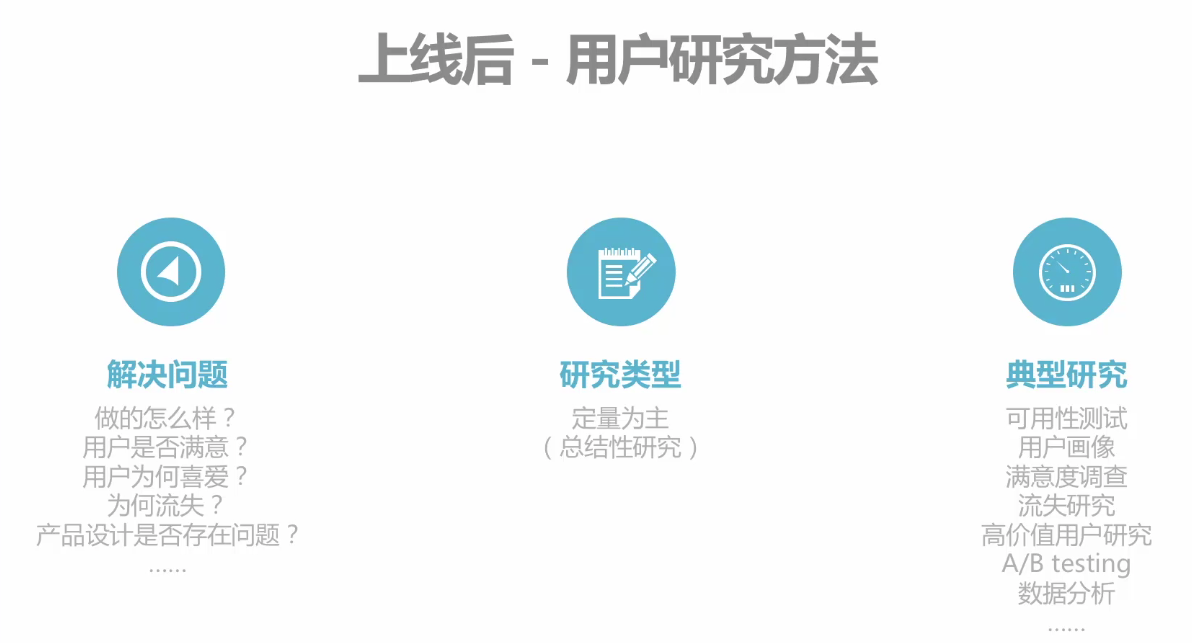 上线后 - 用户研究方法
解决问题
做的怎么样？
用户是否满意？
用户为何喜爱？
为何流失？
产品设计是否存在问题？
……
研究类型
定量为主
（总结性研究）
典型研究
可用性测试
用户画像
满意度调查
流失研究
高价值用户研究
A/B testing
数据分析
……